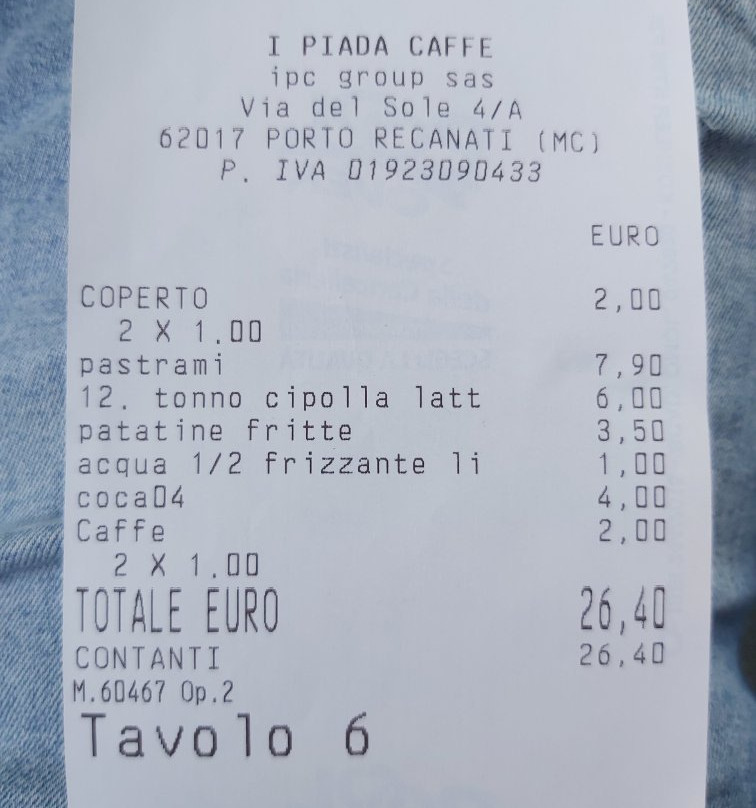 I PIADA CAFFE
ipc group sas
Via del Sole 4/A
62017 PORTO RECANATI (MC)
P. IVA 01923090433
EURO
COPERTO 2,00
2 X 1.00
pastrami 7,90
12. tonno cipolla latt 6,00
patatine fritte 3,50
acqua 1/2 frizzante li 1,00
coca04 4,00
Caffe 2,00
2 X 1.00
TOTALE EURO 26,40
CONTANTI 26,40
M.60467 Op.2
Tavolo 6